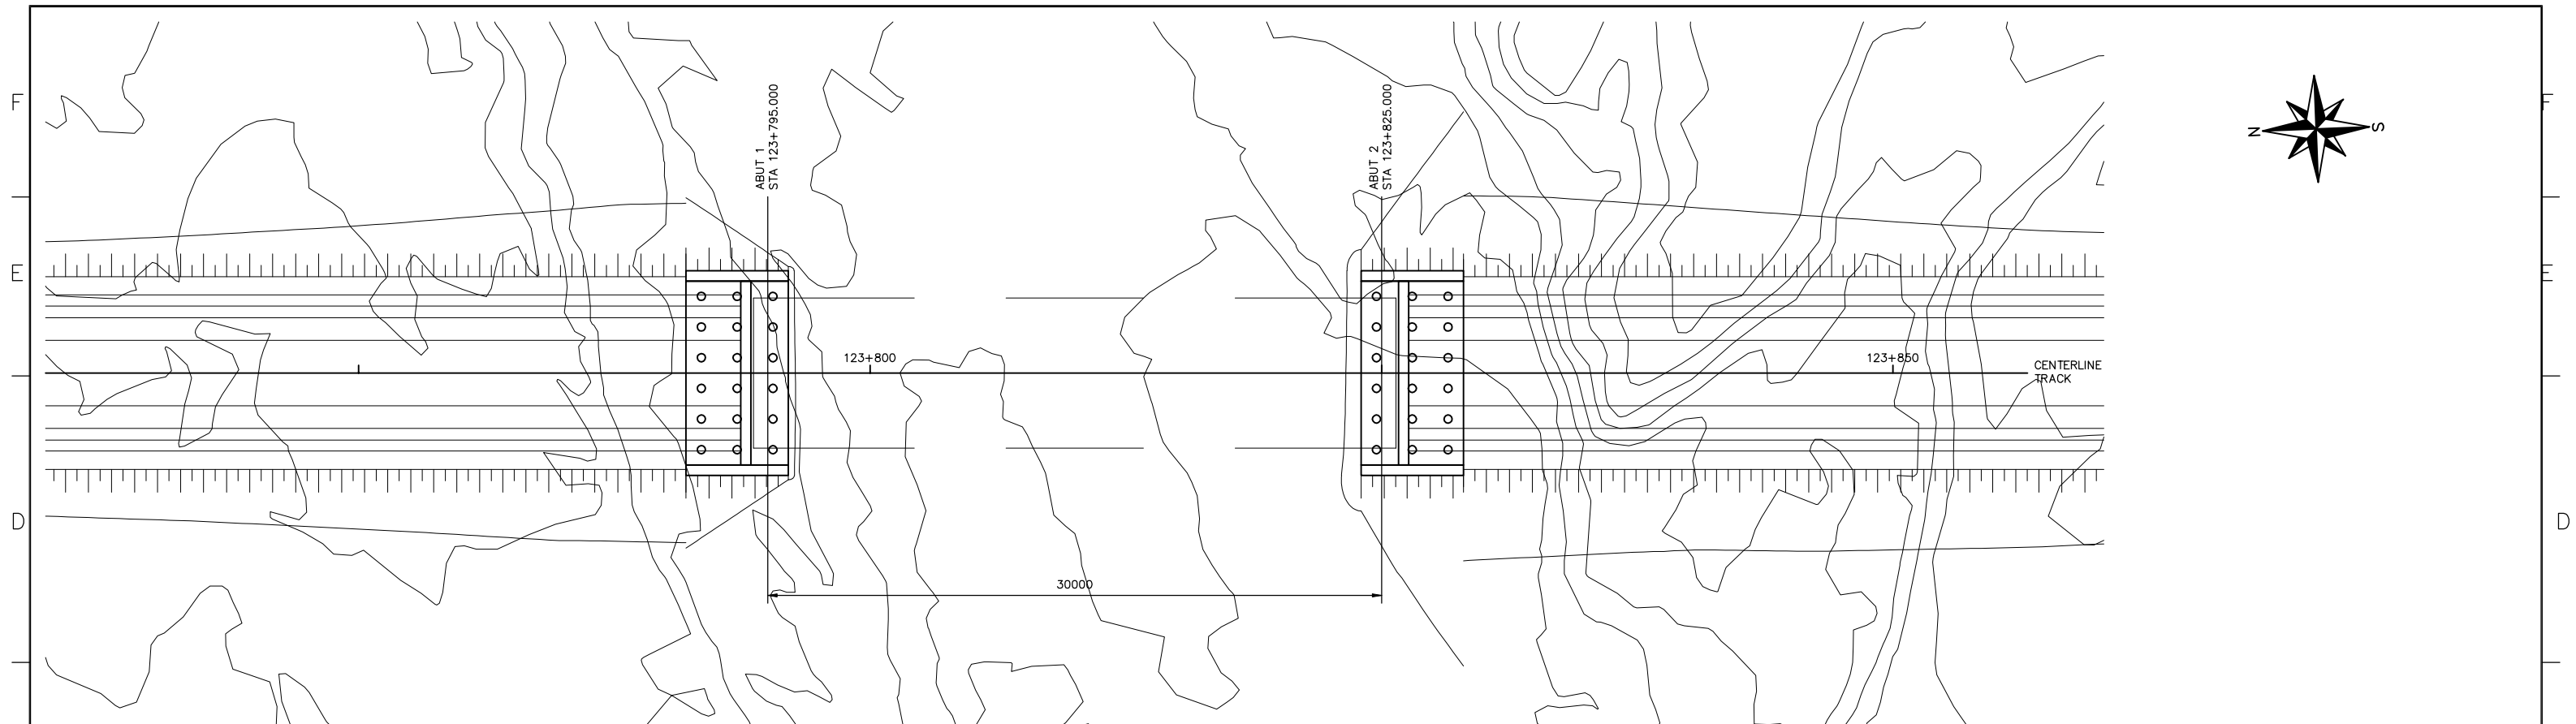 F
F
ABUT 1
STA 123+795.000
ABUT 2
STA 123+825.000
N
S
E
E
123+800
123+850
CENTERLINE
TRACK
D
D
30000